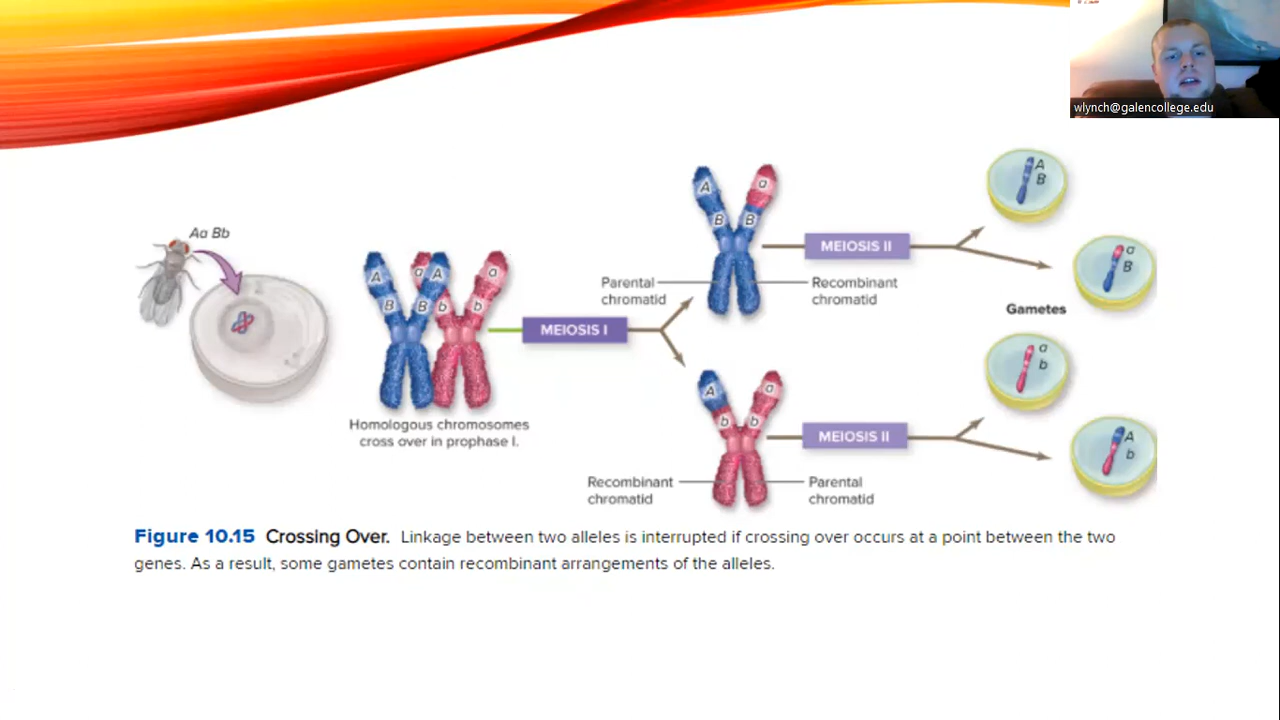 wlynch@galencollege.edu
Aa Bb
A a A a
B B b b
Homologous chromosomes
cross over in prophase I.
MEIOSIS I
A a
B B
Parental
chromatid
Recombinant
chromatid
MEIOSIS II
A
B
a
B
Gametes
A a
b b
Recombinant
chromatid
Parental
chromatid
MEIOSIS II
a
b
A
b
Figure 10.15 Crossing Over. Linkage between two alleles is interrupted if crossing over occurs at a point between the two
genes. As a result, some gametes contain recombinant arrangements of the alleles.